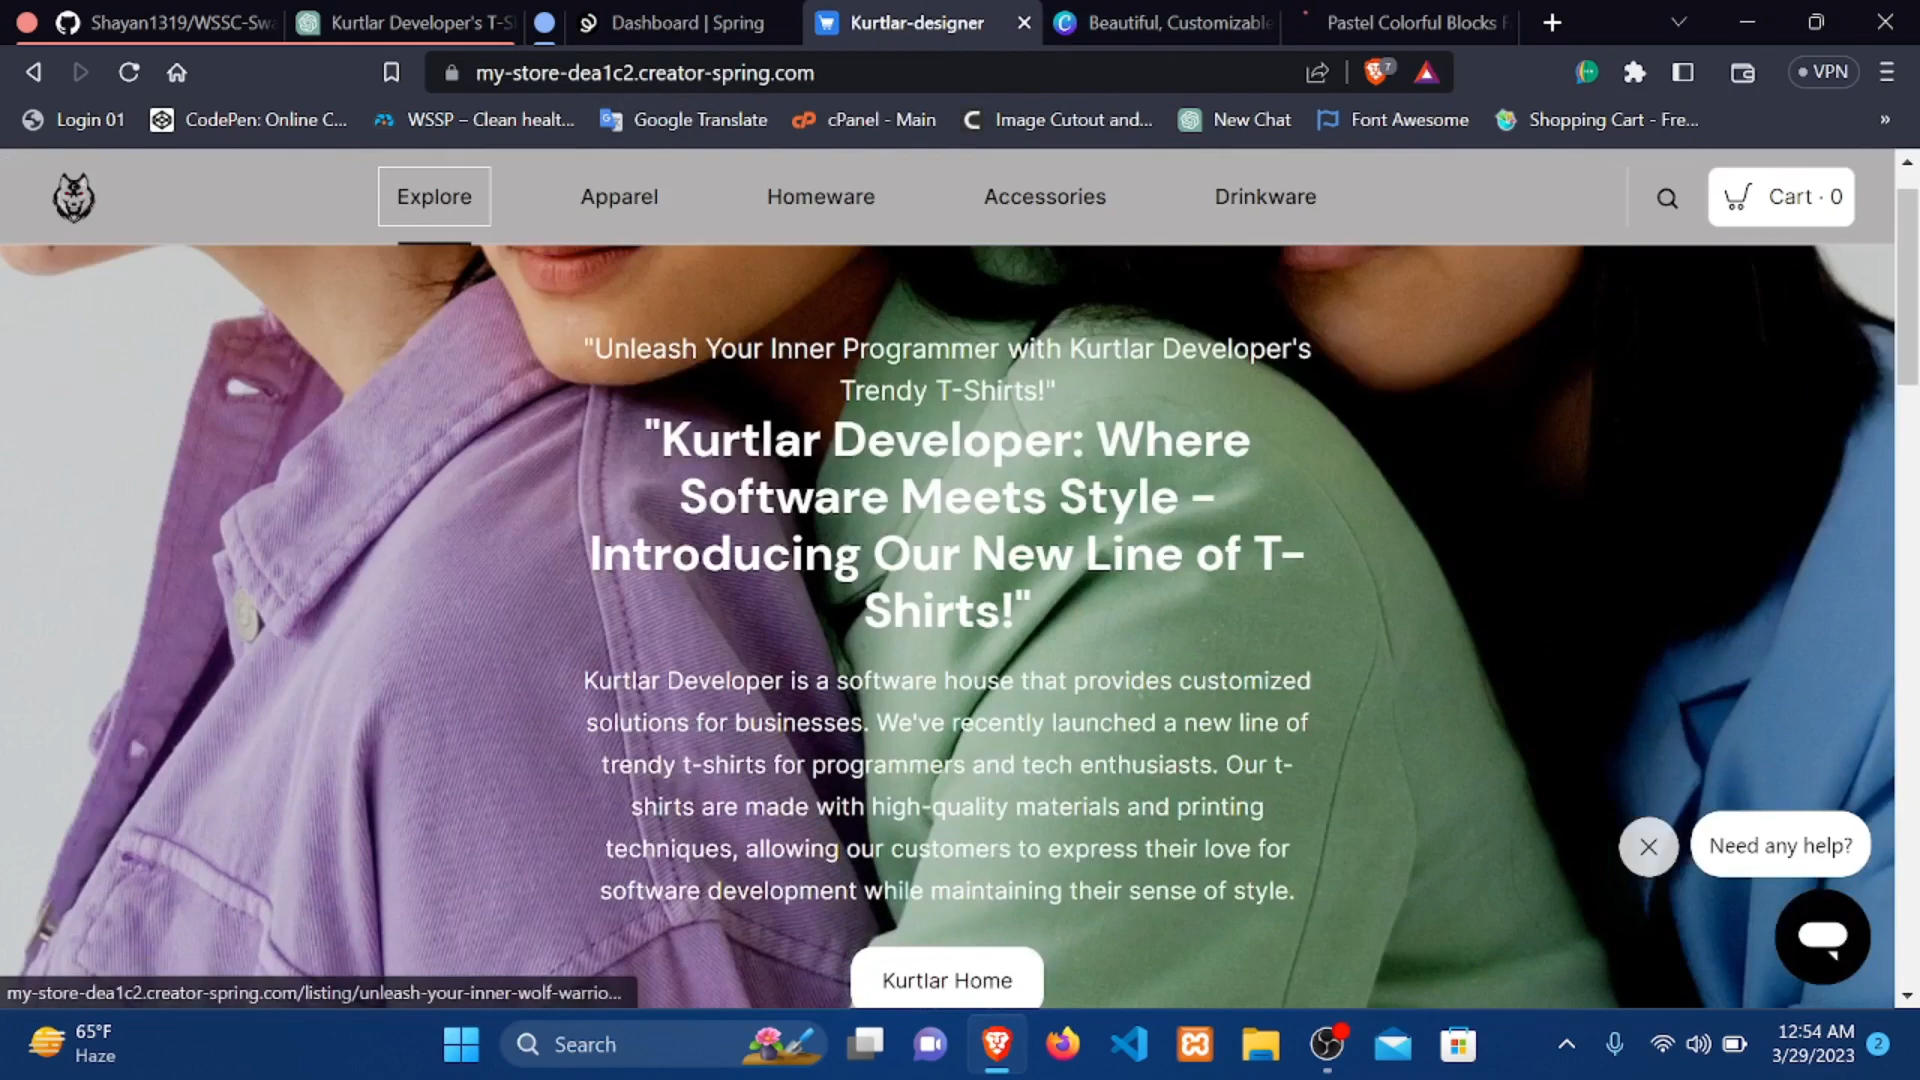 Shayan1319/WSSC-Swa
Kurtlar Developer's T-S
Dashboard | Spring
Kurtlar-designer
Beautiful, Customizable
Pastel Colorful Blocks F
my-store-dea1c2.creator-spring.com
7
VPN
Login 01
CodePen: Online C...
WSSP – Clean healt...
Google Translate
cPanel - Main
Image Cutout and...
New Chat
Font Awesome
Shopping Cart - Fre...
»
Explore
Apparel
Homeware
Accessories
Drinkware
Cart · 0
"Unleash Your Inner Programmer with Kurtlar Developer's
Trendy T-Shirts!"
"Kurtlar Developer: Where
Software Meets Style -
Introducing Our New Line of T-
Shirts!"
Kurtlar Developer is a software house that provides customized
solutions for businesses. We've recently launched a new line of
trendy t-shirts for programmers and tech enthusiasts. Our t-
shirts are made with high-quality materials and printing
techniques, allowing our customers to express their love for
software development while maintaining their sense of style.
Need any help?
Kurtlar Home
my-store-dea1c2.creator-spring.com/listing/unleash-your-inner-wolf-warrio...
65°F
Haze
Search
12:54 AM
3/29/2023
2